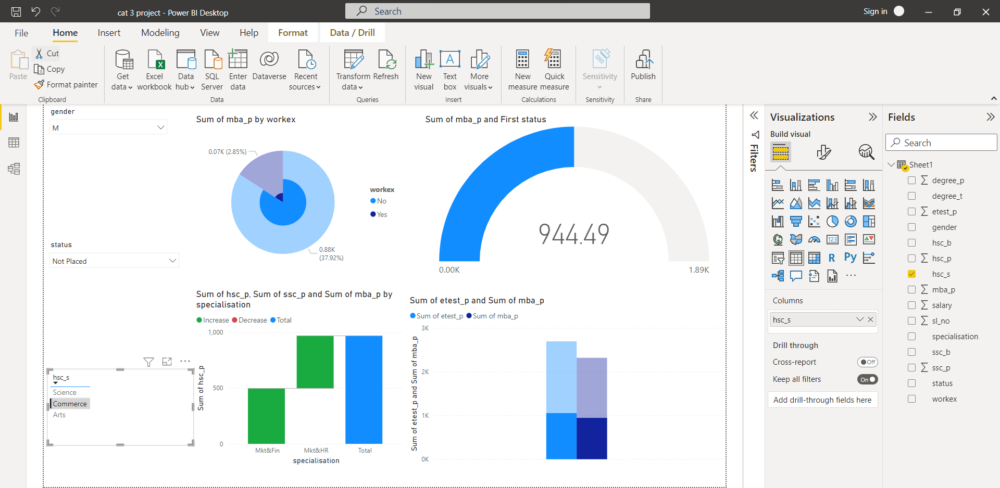 cat 3 project - Power BI Desktop
Search
Sign in
File
Home
Insert
Modeling
View
Help
Format
Data / Drill
Paste
Cut
Copy
Format painter
Clipboard
Get data
Excel workbook
Data hub
SQL Server
Enter data
Dataverse
Recent sources
Data
Transform data
Refresh
Queries
New visual
Text box
More visuals
Insert
New measure
Quick measure
Calculations
Sensitivity
Sensitivity
Publish
Share
gender
M
status
Not Placed
hsc_s
Science
Commerce
Arts
Sum of mba_p by workex
0.07K (2.85%)
0.88K
(37.92%)
workex
No
Yes
Sum of mba_p and First status
944.49
0.00K
1.89K
Sum of hsc_p, Sum of ssc_p and Sum of mba_p by
specialisation
Increase
Decrease
Total
Sum of hsc_p
1,000
500
0
Mkt&Fin
Mkt&HR
Total
specialisation
Sum of etest_p and Sum of mba_p
Sum of etest_p
Sum of mba_p
Sum of etest_p and Sum of mba_p
3K
2K
1K
0K
Filters
Visualizations
Build visual
123
R
Py
Columns
hsc_s
Drill through
Cross-report
Off
Keep all filters
On
Add drill-through fields here
Fields
Search
Sheet1
degree_p
degree_t
etest_p
gender
hsc_b
hsc_p
hsc_s
mba_p
salary
sl_no
specialisation
ssc_b
ssc_p
status
workex